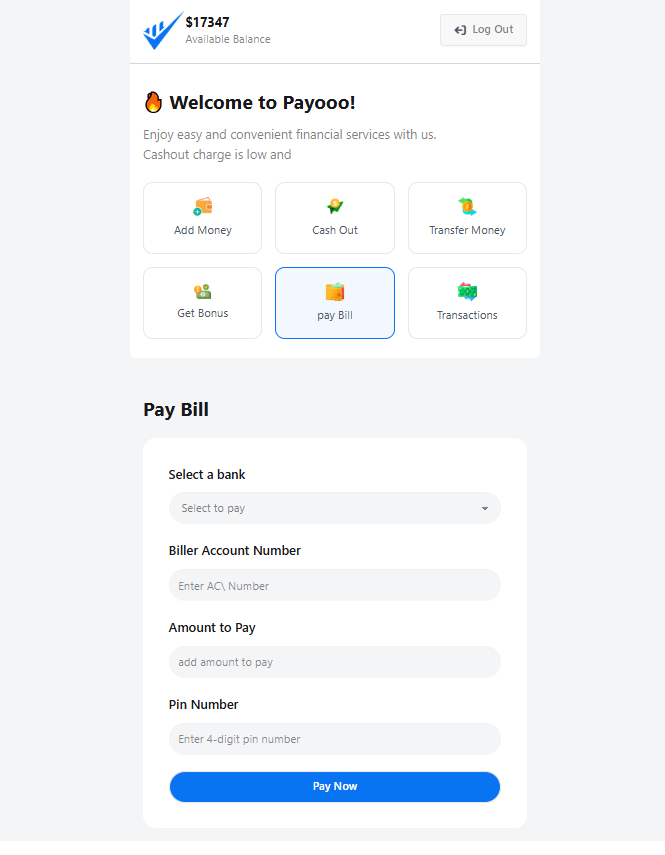 $17347
Available Balance
Log Out
Welcome to Payooo!
Enjoy easy and convenient financial services with us.
Cashout charge is low and
Add Money
Cash Out
Transfer Money
Get Bonus
pay Bill
Transactions
Pay Bill
Select a bank
Select to pay
Biller Account Number
Enter AC\ Number
Amount to Pay
add amount to pay
Pin Number
Enter 4-digit pin number
Pay Now